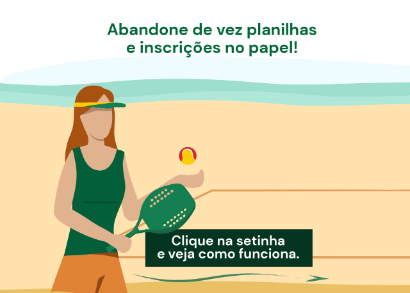 Abandone de vez planilhas
e inscrições no papel!
Clique na setinha
e veja como funciona.